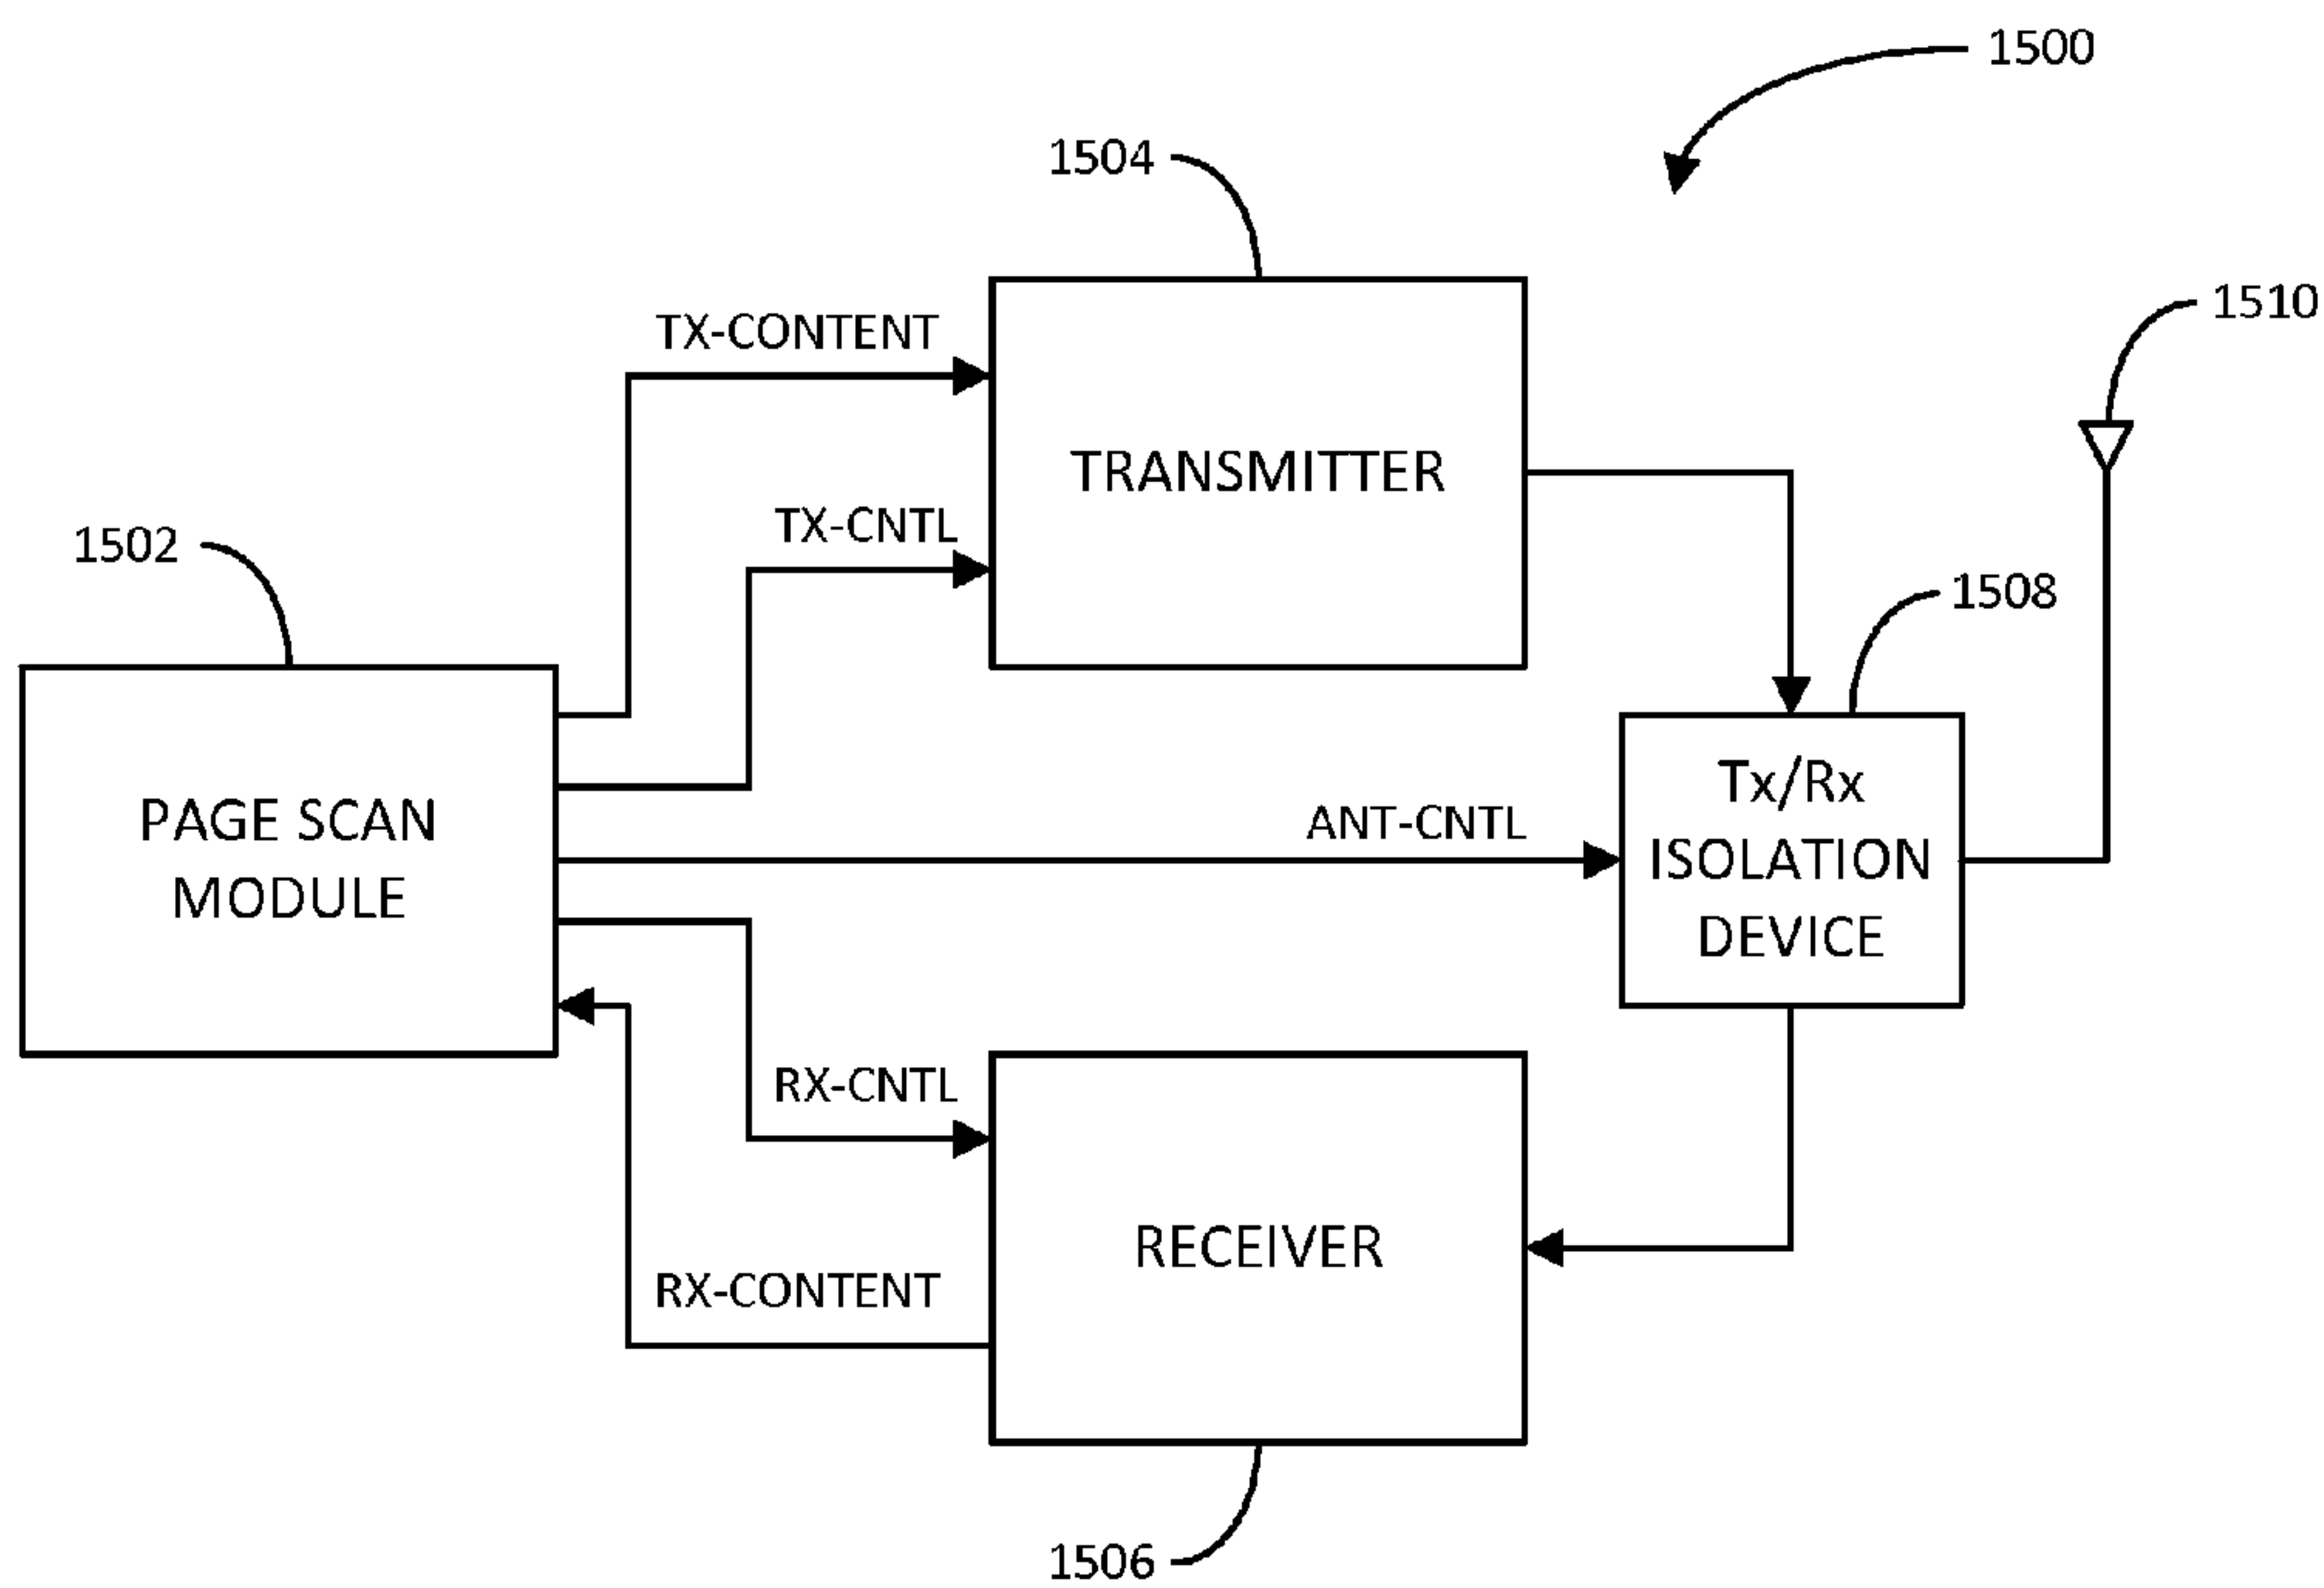 1500
1504
1510
TX-CONTENT
TRANSMITTER
TX-CNTL
1502
1508
PAGE SCAN
MODULE
ANT-CNTL
Tx/Rx
ISOLATION
DEVICE
RX-CNTL
RECEIVER
RX-CONTENT
1506